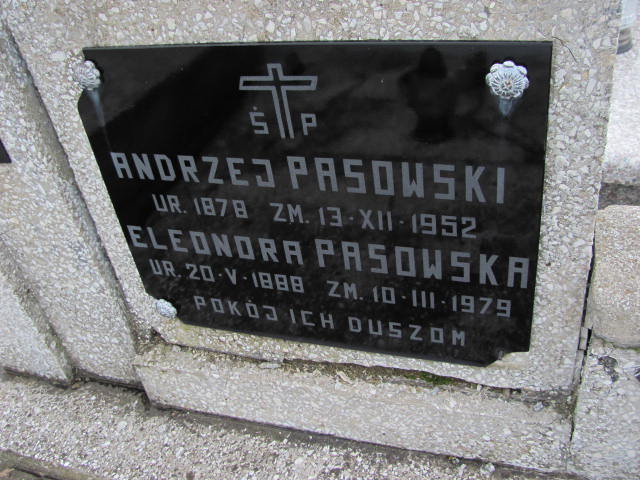 Ś P
ANDRZEJ PASOWSKI
UR. 1878 ZM. 13·XII·1952
ELEONORA PASOWSKA
UR. 20·V·1888 ZM. 10·III·1979
POKÓJ ICH DUSZOM